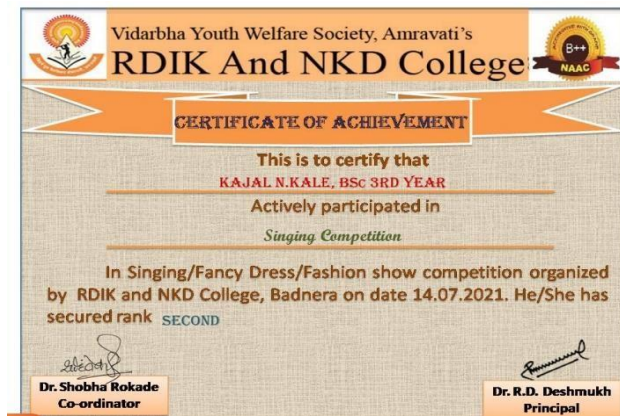 Vidarbha Youth Welfare Society, Amravati's
RDIK And NKD College
B++
NAAC
CERTIFICATE OF ACHIEVEMENT
This is to certify that
KAJAL N.KALE, BSc 3RD YEAR
Actively participated in
Singing Competition
In Singing/Fancy Dress/Fashion show competition organized
by RDIK and NKD College, Badnera on date 14.07.2021. He/She has
secured rank SECOND
Dr. Shobha Rokade
Co-ordinator
Dr. R.D. Deshmukh
Principal